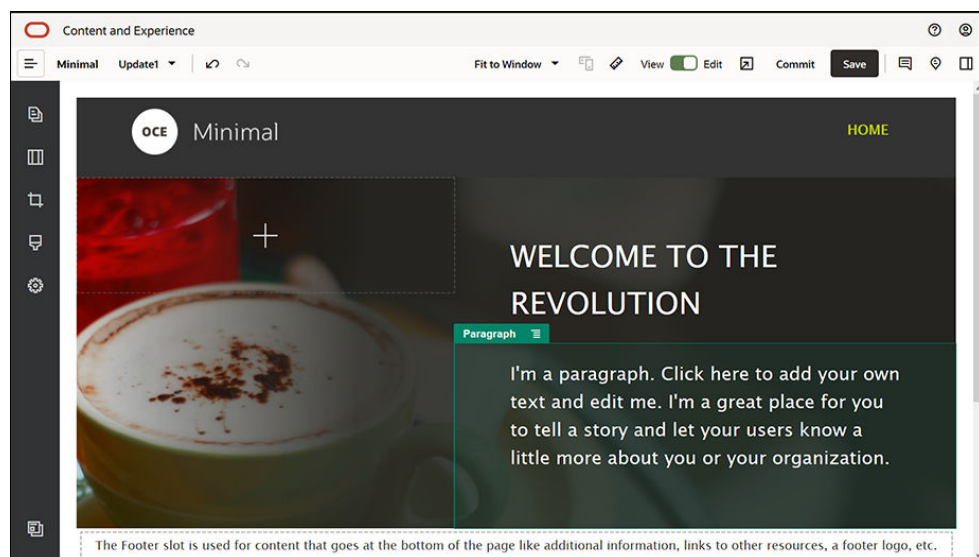 Content and Experience
Minimal Update1 Fit to Window View Edit Commit Save
OCE Minimal HOME
WELCOME TO THE
REVOLUTION
Paragraph
I'm a paragraph. Click here to add your own
text and edit me. I'm a great place for you
to tell a story and let your users know a
little more about you or your organization.
The Footer slot is used for content that goes at the bottom of the page like additional information, links to other resources, a footer logo, etc.